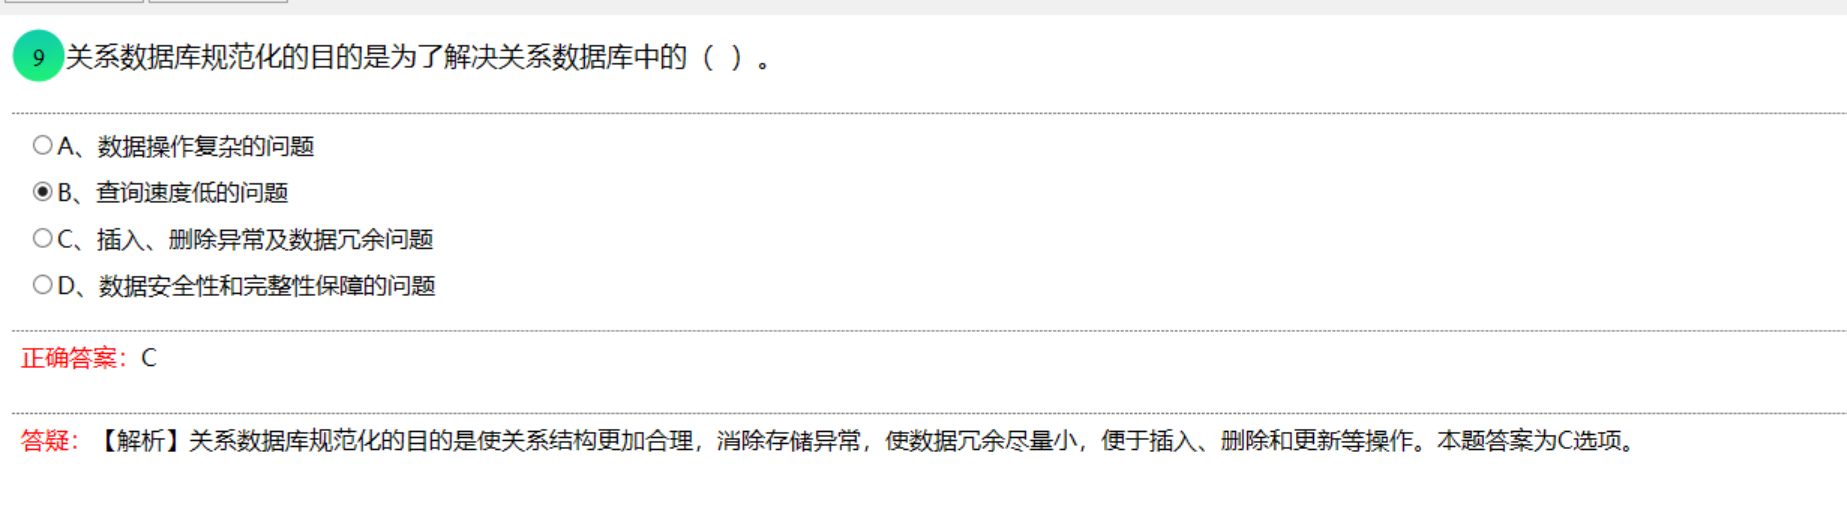 9 关系数据库规范化的目的是为了解决关系数据库中的（ ）。
A、数据操作复杂的问题
B、查询速度低的问题
C、插入、删除异常及数据冗余问题
D、数据安全性和完整性保障的问题
正确答案：C
答疑：【解析】关系数据库规范化的目的是使关系结构更加合理，消除存储异常，使数据冗余尽量小，便于插入、删除和更新等操作。本题答案为C选项。